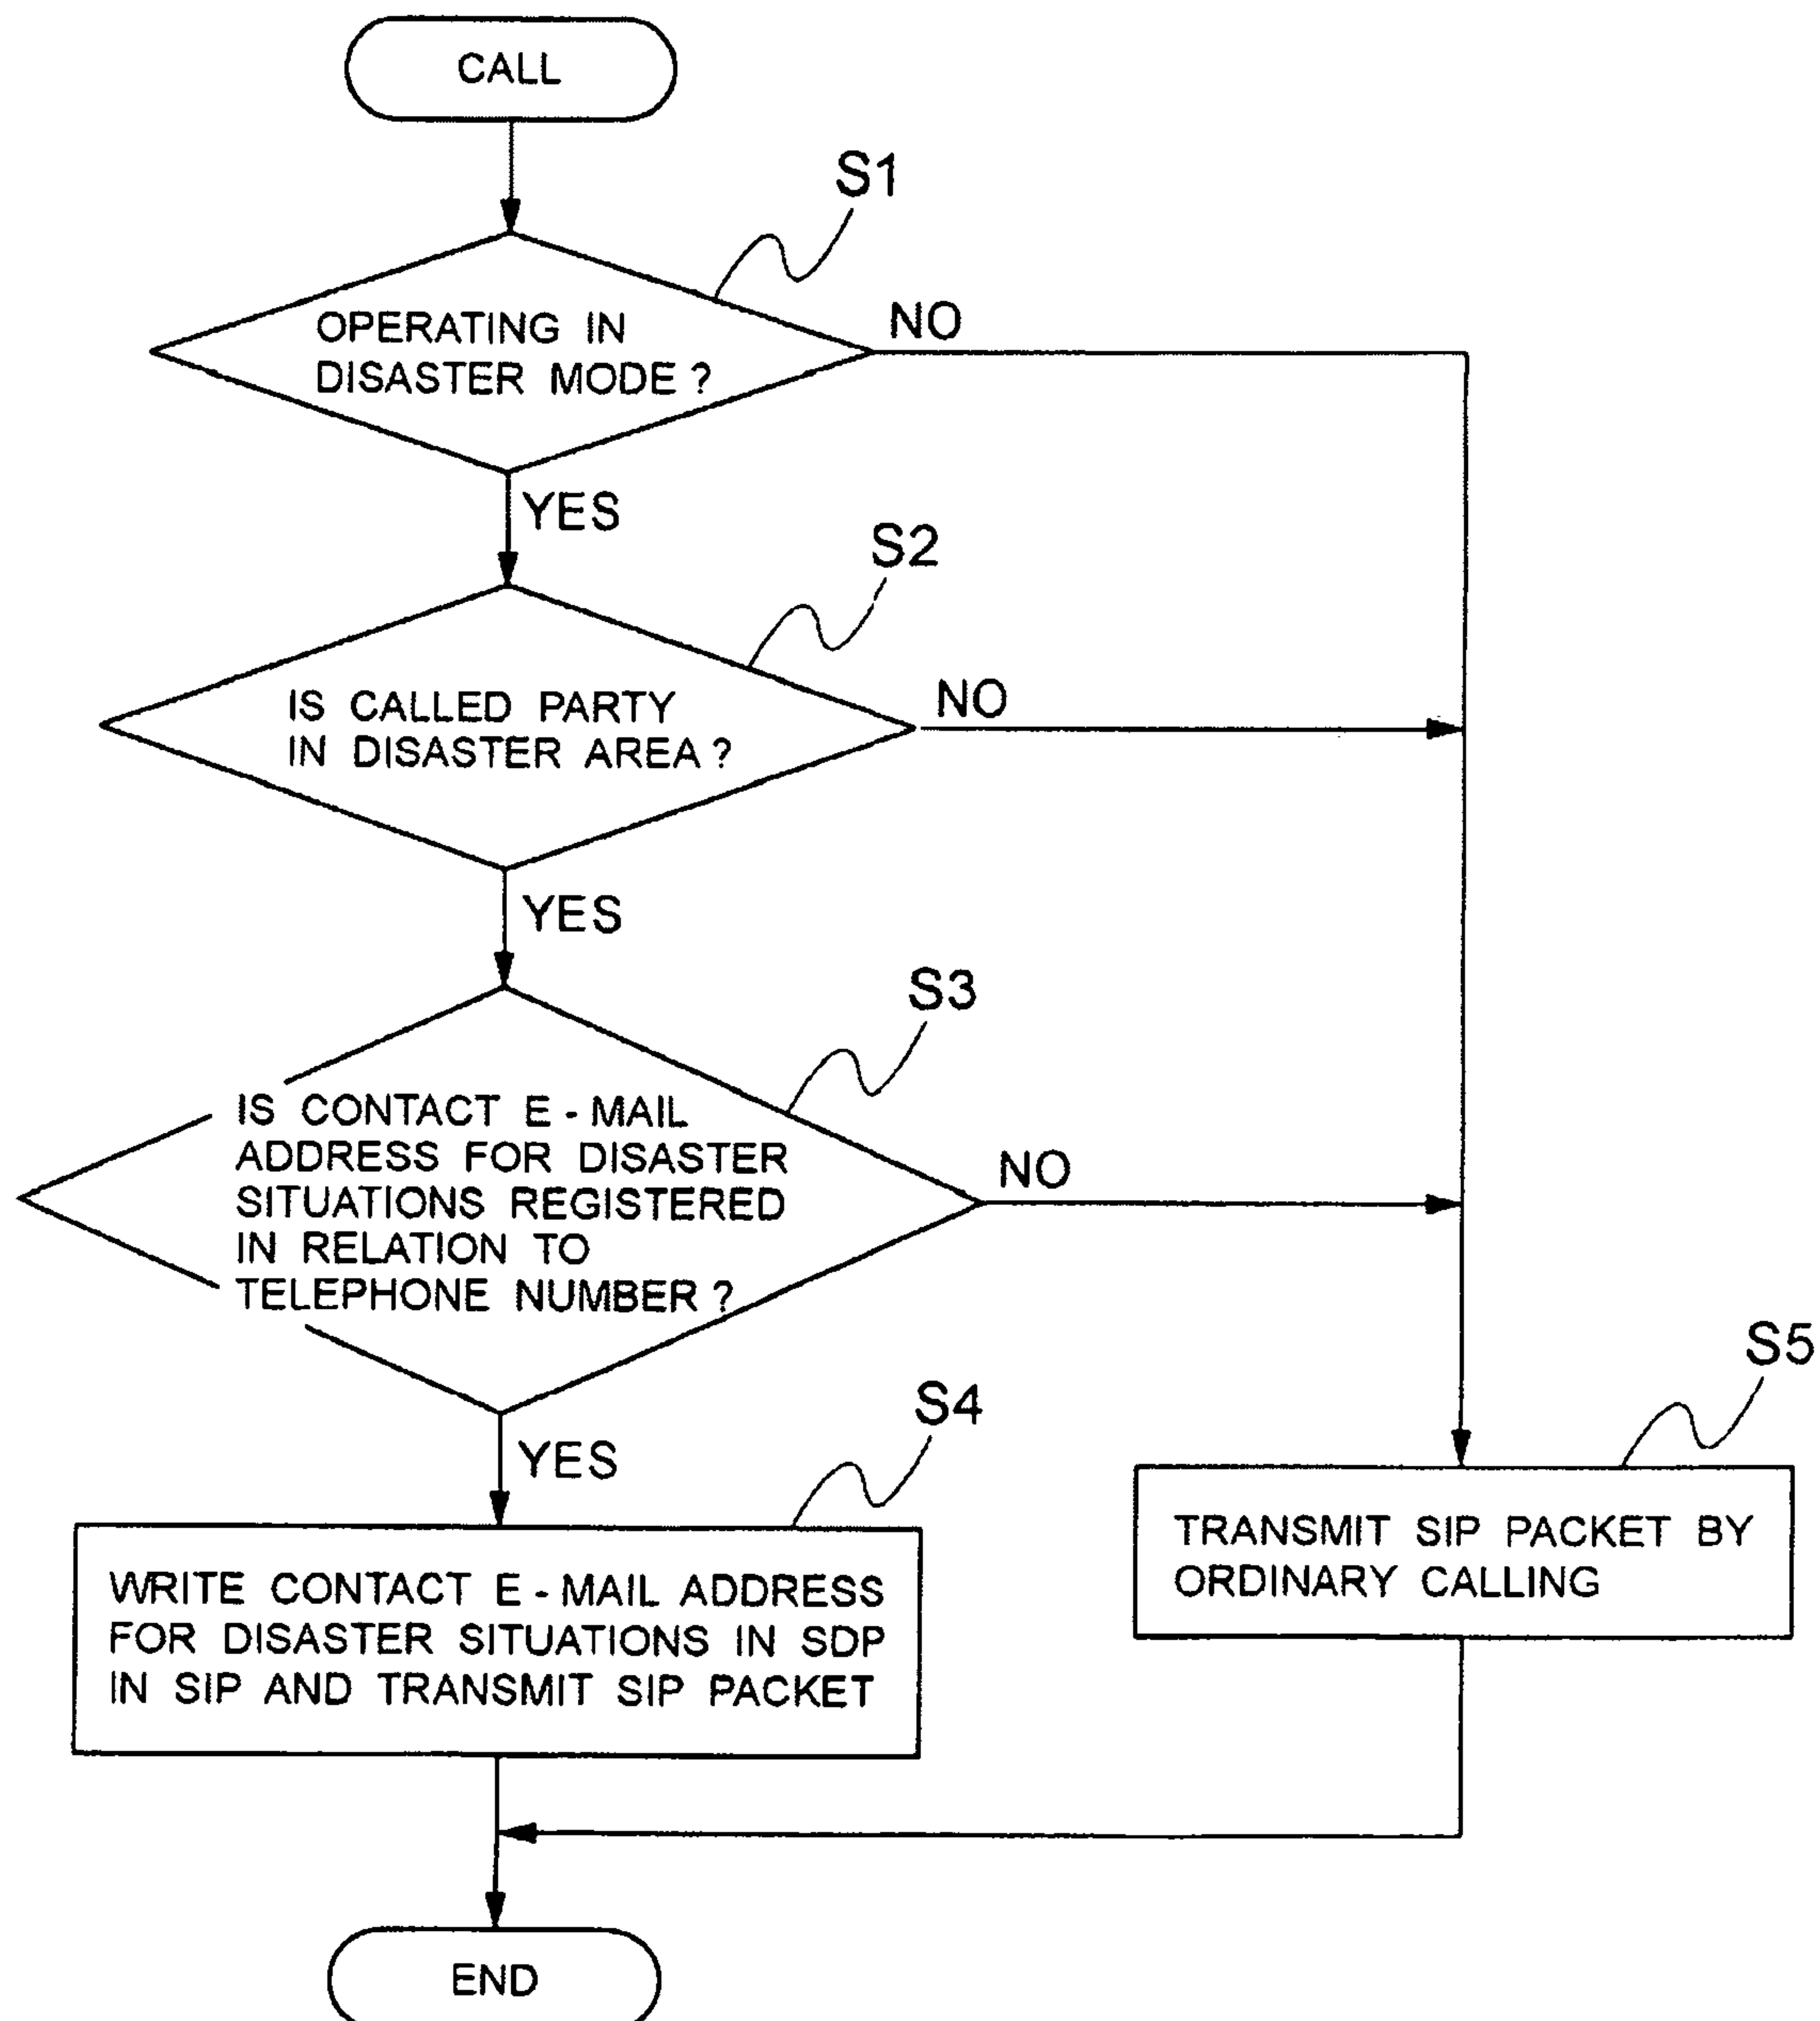 CALL
S1
OPERATING IN
DISASTER MODE ?
NO
YES
S2
IS CALLED PARTY
IN DISASTER AREA ?
NO
YES
S3
IS CONTACT E - MAIL
ADDRESS FOR DISASTER
SITUATIONS REGISTERED
IN RELATION TO
TELEPHONE NUMBER ?
NO
YES
S4
WRITE CONTACT E - MAIL ADDRESS
FOR DISASTER SITUATIONS IN SDP
IN SIP AND TRANSMIT SIP PACKET
S5
TRANSMIT SIP PACKET BY
ORDINARY CALLING
END